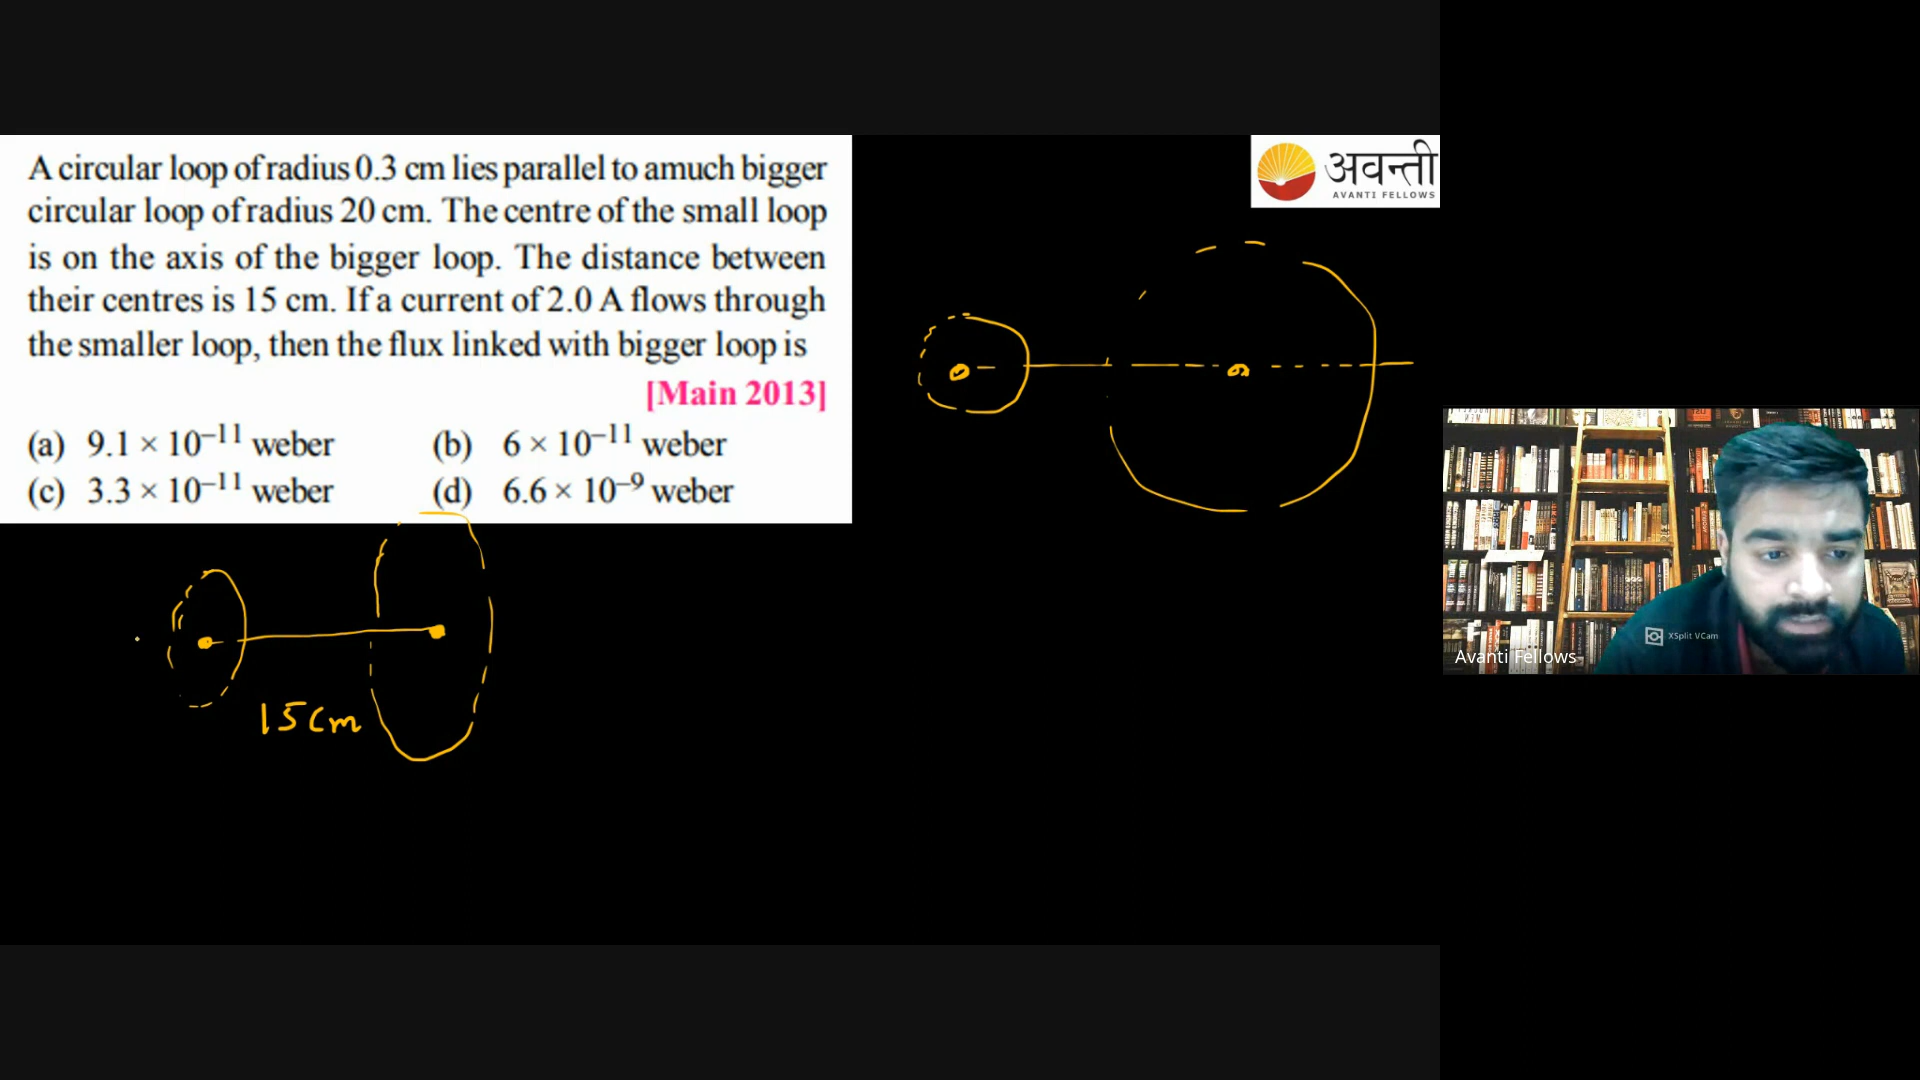 A circular loop of radius 0.3 cm lies parallel to amuch bigger
circular loop of radius 20 cm. The centre of the small loop
is on the axis of the bigger loop. The distance between
their centres is 15 cm. If a current of 2.0 A flows through
the smaller loop, then the flux linked with bigger loop is
[Main 2013]
(a) 9.1 × 10⁻¹¹ weber (b) 6 × 10⁻¹¹ weber
(c) 3.3 × 10⁻¹¹ weber (d) 6.6 × 10⁻⁹ weber
15 cm
अवन्ती
AVANTI FELLOWS
XSplit VCam
Avanti Fellows